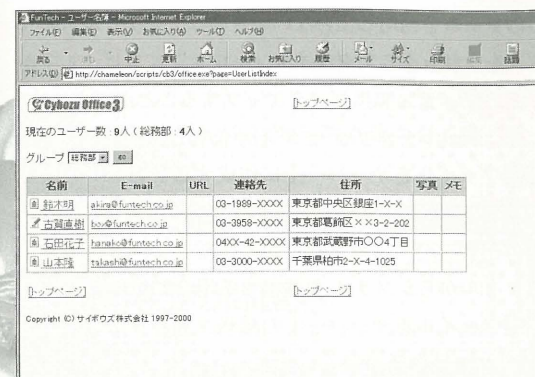 FunTech - ユーザー名簿 - Microsoft Internet Explorer
ファイル(F) 編集(E) 表示(V) お気に入り(A) ツール(T) ヘルプ(H)
戻る 中止 更新 ホーム 検索 お気に入り 履歴 メール サイズ 印刷 編集
アドレス(D) http://chameleon/scripts/cb3/office.exe?page=UserListIndex
Cybozu Office 3 [トップページ]
現在のユーザー数 : 9人 ( 総務部 : 4人 )
グループ 総務部
名前 E-mail URL 連絡先 住所 写真 メモ
鈴木明 akira@funtech.co.jp 03-1989-XXXX 東京都中央区銀座1-X-X
古賀直樹 box@funtech.co.jp 03-3958-XXXX 東京都葛飾区××3-2-202
石田花子 hanako@funtech.co.jp 04XX-42-XXXX 東京都武蔵野市〇〇4丁目
山本隆 takashi@funtech.co.jp 03-3000-XXXX 千葉県柏市2-X-4-1025
[トップページ] [トップページ]
Copyright (C) サイボウズ株式会社 1997-2000